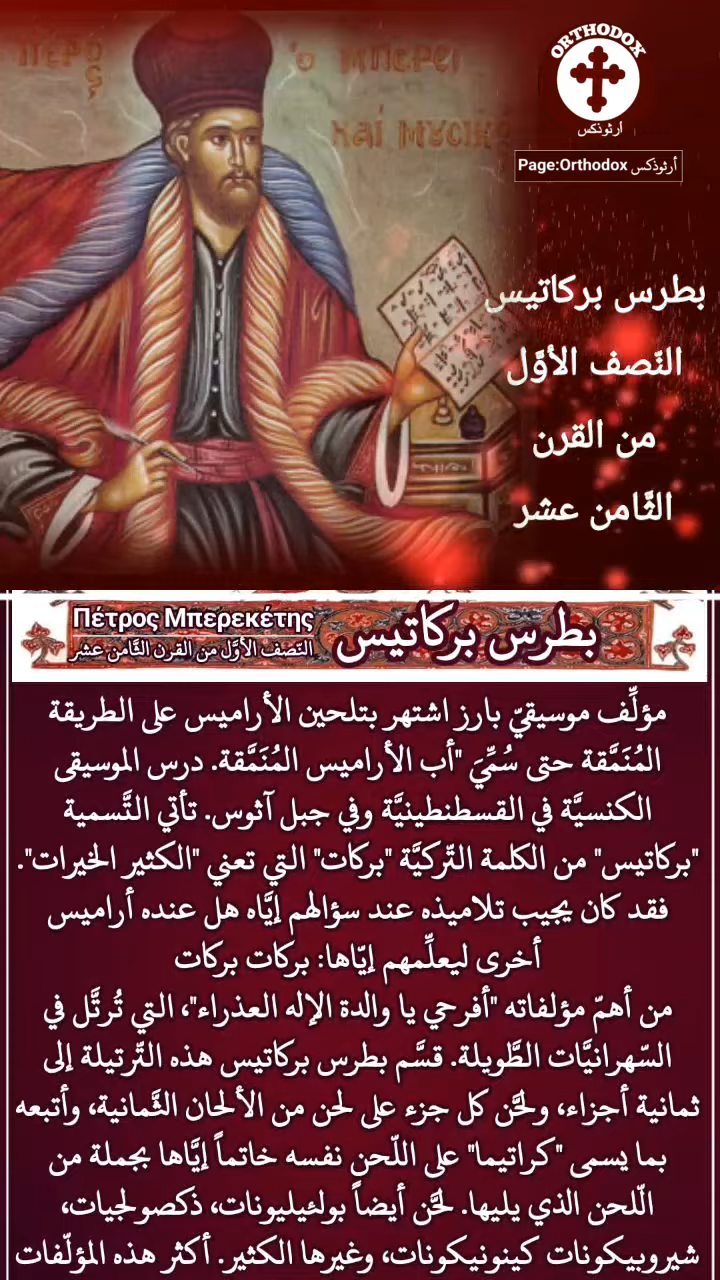 ORTHODOX
أرثوذكس
Page:Orthodox أرثوذكس
ὁ ΜΠΕΡΕΙ
ΚΑΙ ΜΥΣΙΚ
بطرس بركاتيس
النّصف الأوَّل
من القرن
الثَّامن عشر
Πέτρος Μπερεκέτης
النّصف الأوَّل من القرن الثَّامن عشر
بطرس بركاتيس
مؤلِّف موسيقيّ بارز اشتهر بتلحين الأراميس على الطريقة
المُنَمَّقة حتى سُمِّيَ "أب الأراميس المُنَمَّقة. درس الموسيقى
الكنسيَّة في القسطنطينيَّة وفي جبل آثوس. تأتي التَّسمية
"بركاتيس" من الكلمة التّركيَّة "بركات" التي تعني "الكثير الخيرات".
فقد كان يجيب تلاميذه عند سؤالهم إيَّاه هل عنده أراميس
أخرى ليعلِّمهم إيّاها: بركات بركات
من أهمّ مؤلفاته "أفرحي يا والدة الإله العذراء"، التي تُرتَّل في
السّهرانيَّات الطَّويلة. قسَّم بطرس بركاتيس هذه التّرتيلة إلى
ثمانية أجزاء، ولحَّن كل جزء على لحن من الألحان الثَّمانية، وأتبعه
بما يسمى "كراتيما" على اللّحن نفسه خاتماً إيَّاها بجملة من
الّلحن الذي يليها. لحَّن أيضاً بولئيليونات، ذكصولجيات،
شيروبيكونات كينونيكونات، وغيرها الكثير. أكثر هذه المؤلّفات